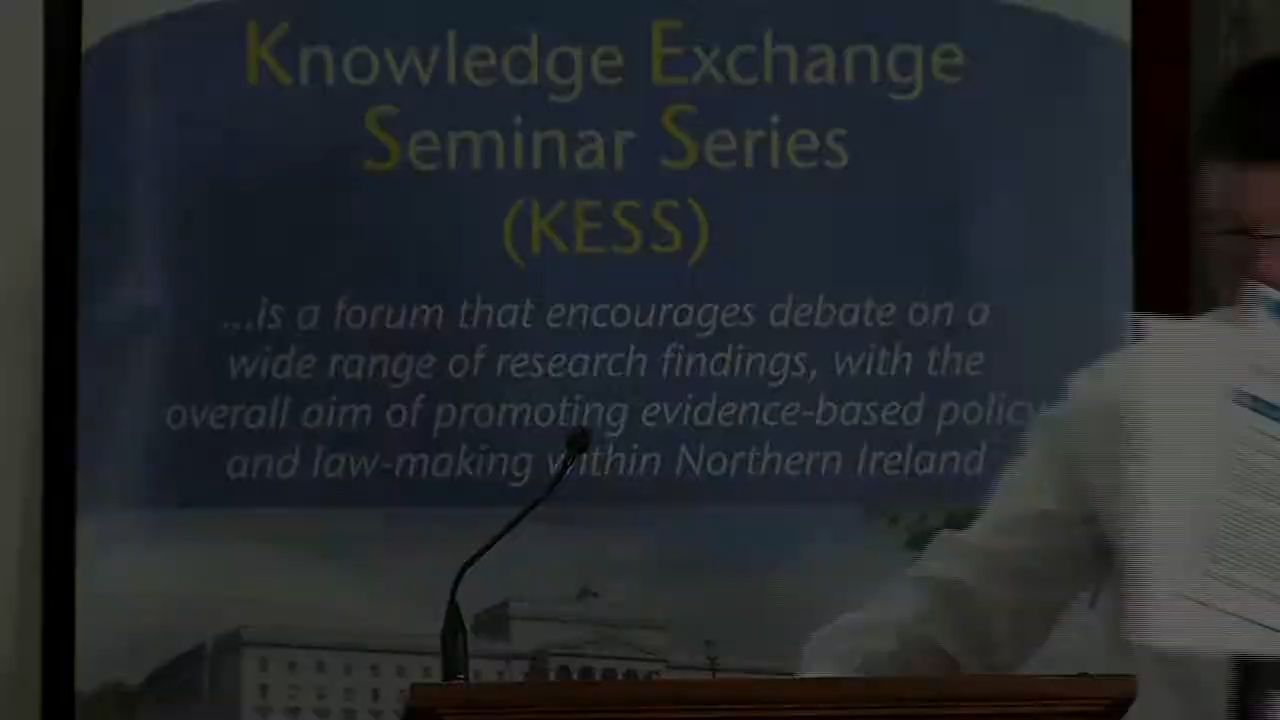 Knowledge Exchange
Seminar Series
(KESS)
...is a forum that encourages debate on a
wide range of research findings, with the
overall aim of promoting evidence-based policy
and law-making within Northern Ireland